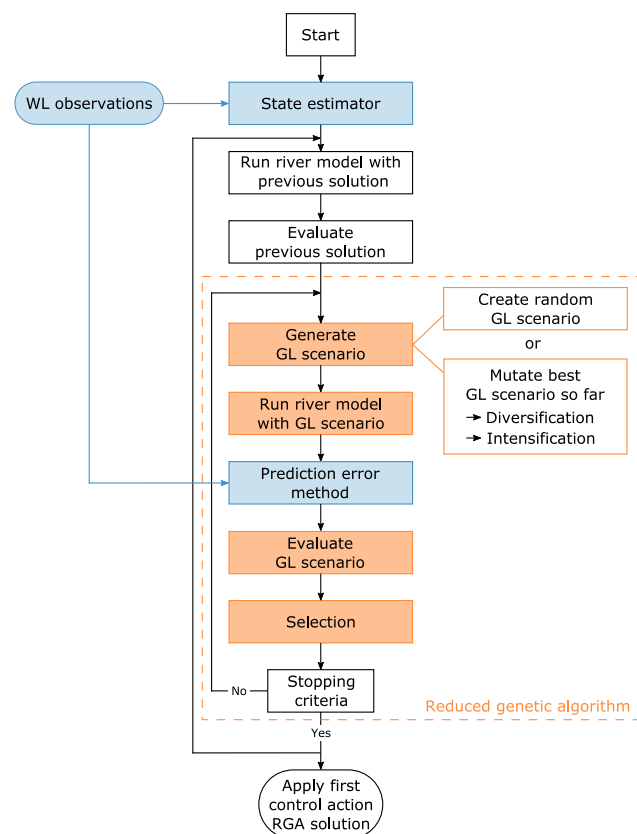 Start
WL observations
State estimator
Run river model with
previous solution
Evaluate
previous solution
Generate
GL scenario
Create random
GL scenario
or
Mutate best
GL scenario so far
Diversification
Intensification
Run river model
with GL scenario
Prediction error
method
Evaluate
GL scenario
Selection
Stopping
criteria
No
Reduced genetic algorithm
Yes
Apply first
control action
RGA solution